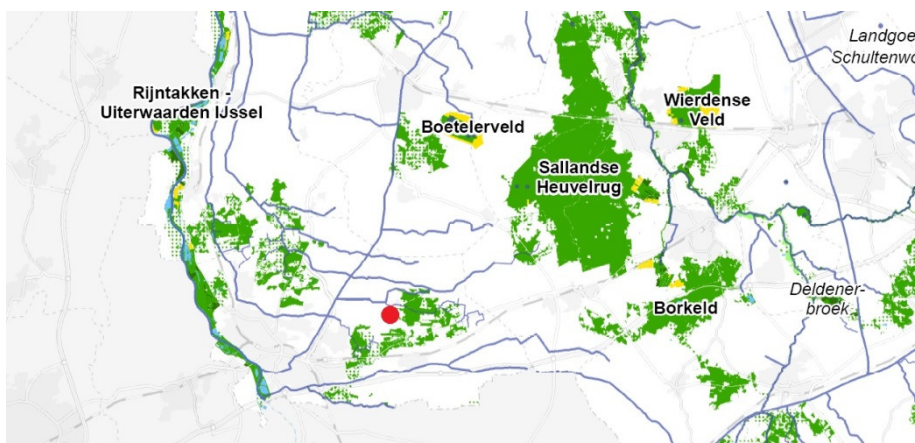 Landgoe
Schultenwo
Rijntakken -
Uiterwaarden IJssel
Wierdense
Veld
Boetelerveld
Sallandse
Heuvelrug
Deldener-
broek
Borkeld